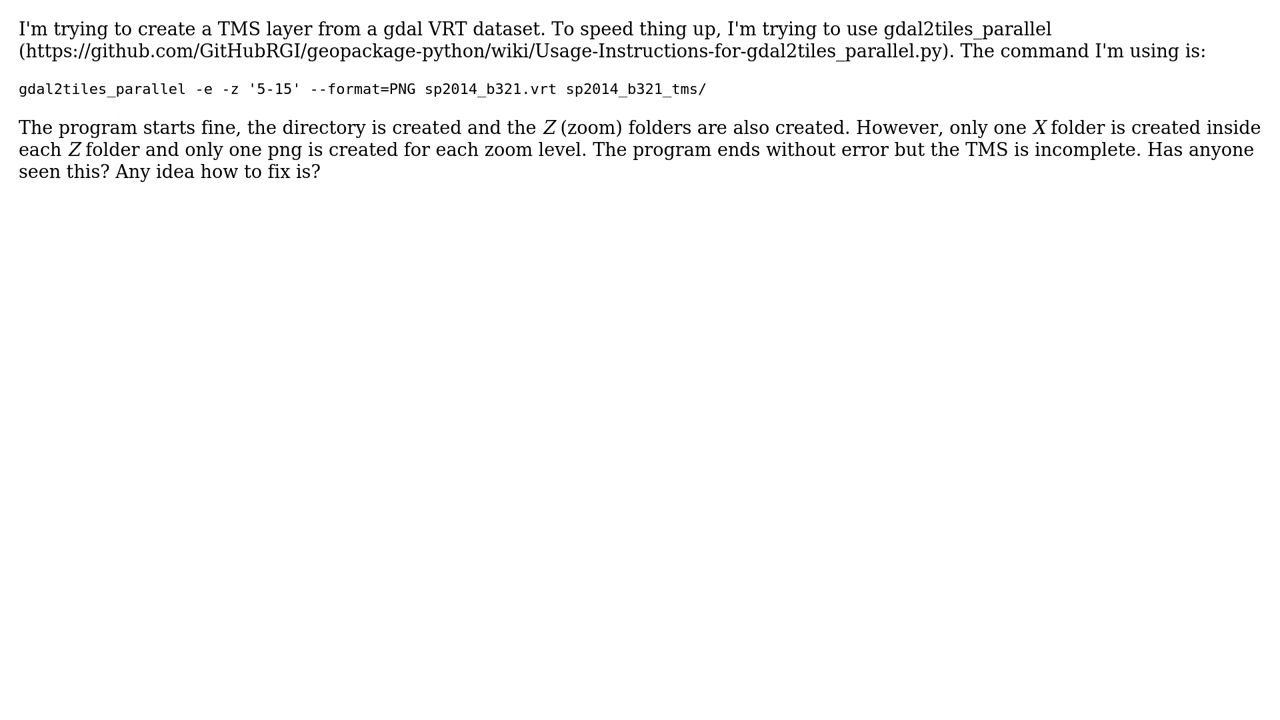 I'm trying to create a TMS layer from a gdal VRT dataset. To speed thing up, I'm trying to use gdal2tiles_parallel
(https://github.com/GitHubRGI/geopackage-python/wiki/Usage-Instructions-for-gdal2tiles_parallel.py). The command I'm using is:
gdal2tiles_parallel -e -z '5-15' --format=PNG sp2014_b321.vrt sp2014_b321_tms/
The program starts fine, the directory is created and the Z (zoom) folders are also created. However, only one X folder is created inside
each Z folder and only one png is created for each zoom level. The program ends without error but the TMS is incomplete. Has anyone
seen this? Any idea how to fix is?